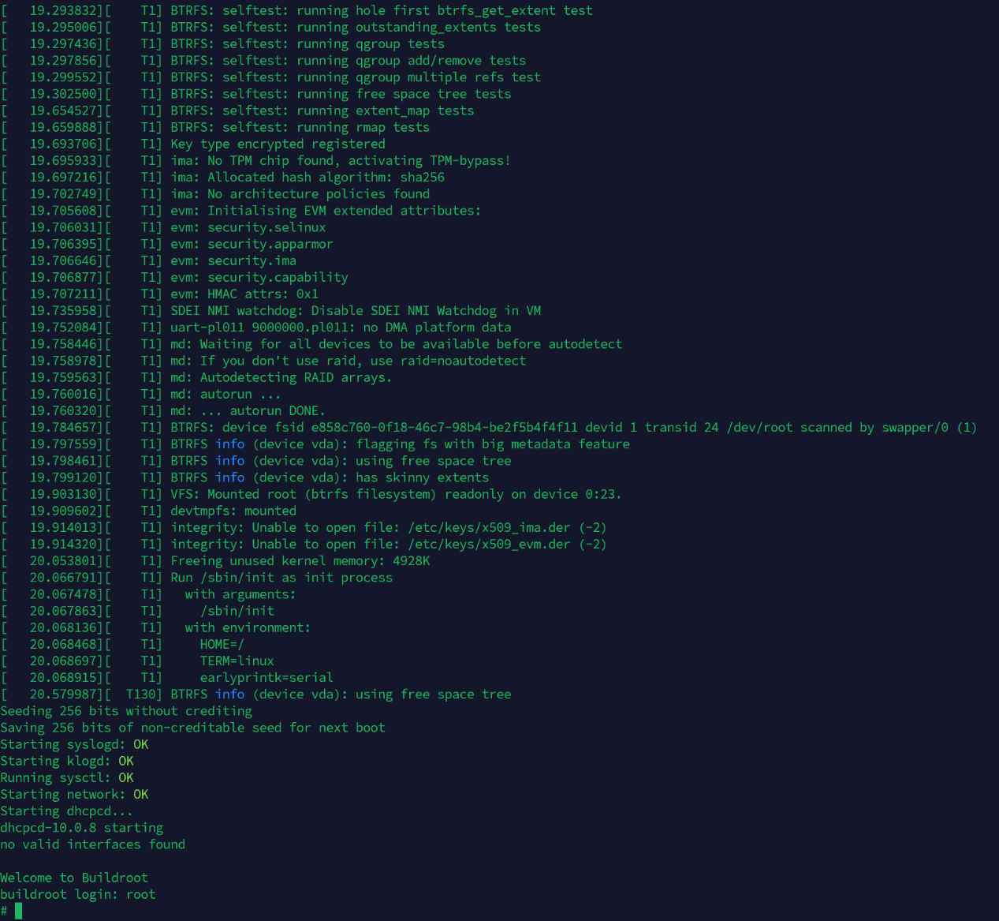 [   19.293832][    T1] BTRFS: selftest: running hole first btrfs_get_extent test
[   19.295006][    T1] BTRFS: selftest: running outstanding_extents tests
[   19.297436][    T1] BTRFS: selftest: running qgroup tests
[   19.297856][    T1] BTRFS: selftest: running qgroup add/remove tests
[   19.299552][    T1] BTRFS: selftest: running qgroup multiple refs test
[   19.302500][    T1] BTRFS: selftest: running free space tree tests
[   19.654527][    T1] BTRFS: selftest: running extent_map tests
[   19.659888][    T1] BTRFS: selftest: running rmap tests
[   19.693706][    T1] Key type encrypted registered
[   19.695933][    T1] ima: No TPM chip found, activating TPM-bypass!
[   19.697216][    T1] ima: Allocated hash algorithm: sha256
[   19.702749][    T1] ima: No architecture policies found
[   19.705608][    T1] evm: Initialising EVM extended attributes:
[   19.706031][    T1] evm: security.selinux
[   19.706395][    T1] evm: security.apparmor
[   19.706646][    T1] evm: security.ima
[   19.706877][    T1] evm: security.capability
[   19.707211][    T1] evm: HMAC attrs: 0x1
[   19.735958][    T1] SDEI NMI watchdog: Disable SDEI NMI Watchdog in VM
[   19.752084][    T1] uart-pl011 9000000.pl011: no DMA platform data
[   19.758446][    T1] md: Waiting for all devices to be available before autodetect
[   19.758978][    T1] md: If you don't use raid, use raid=noautodetect
[   19.759563][    T1] md: Autodetecting RAID arrays.
[   19.760016][    T1] md: autorun ...
[   19.760320][    T1] md: ... autorun DONE.
[   19.784657][    T1] BTRFS: device fsid e858c760-0f18-46c7-98b4-be2f5b4f4f11 devid 1 transid 24 /dev/root scanned by swapper/0 (1)
[   19.797559][    T1] BTRFS info (device vda): flagging fs with big metadata feature
[   19.798461][    T1] BTRFS info (device vda): using free space tree
[   19.799120][    T1] BTRFS info (device vda): has skinny extents
[   19.903130][    T1] VFS: Mounted root (btrfs filesystem) readonly on device 0:23.
[   19.909602][    T1] devtmpfs: mounted
[   19.914013][    T1] integrity: Unable to open file: /etc/keys/x509_ima.der (-2)
[   19.914320][    T1] integrity: Unable to open file: /etc/keys/x509_evm.der (-2)
[   20.053801][    T1] Freeing unused kernel memory: 4928K
[   20.066791][    T1] Run /sbin/init as init process
[   20.067478][    T1]   with arguments:
[   20.067863][    T1]     /sbin/init
[   20.068136][    T1]   with environment:
[   20.068468][    T1]     HOME=/
[   20.068697][    T1]     TERM=linux
[   20.068915][    T1]     earlyprintk=serial
[   20.579987][  T130] BTRFS info (device vda): using free space tree
Seeding 256 bits without crediting
Saving 256 bits of non-creditable seed for next boot
Starting syslogd: OK
Starting klogd: OK
Running sysctl: OK
Starting network: OK
Starting dhcpcd...
dhcpcd-10.0.8 starting
no valid interfaces found

Welcome to Buildroot
buildroot login: root
#